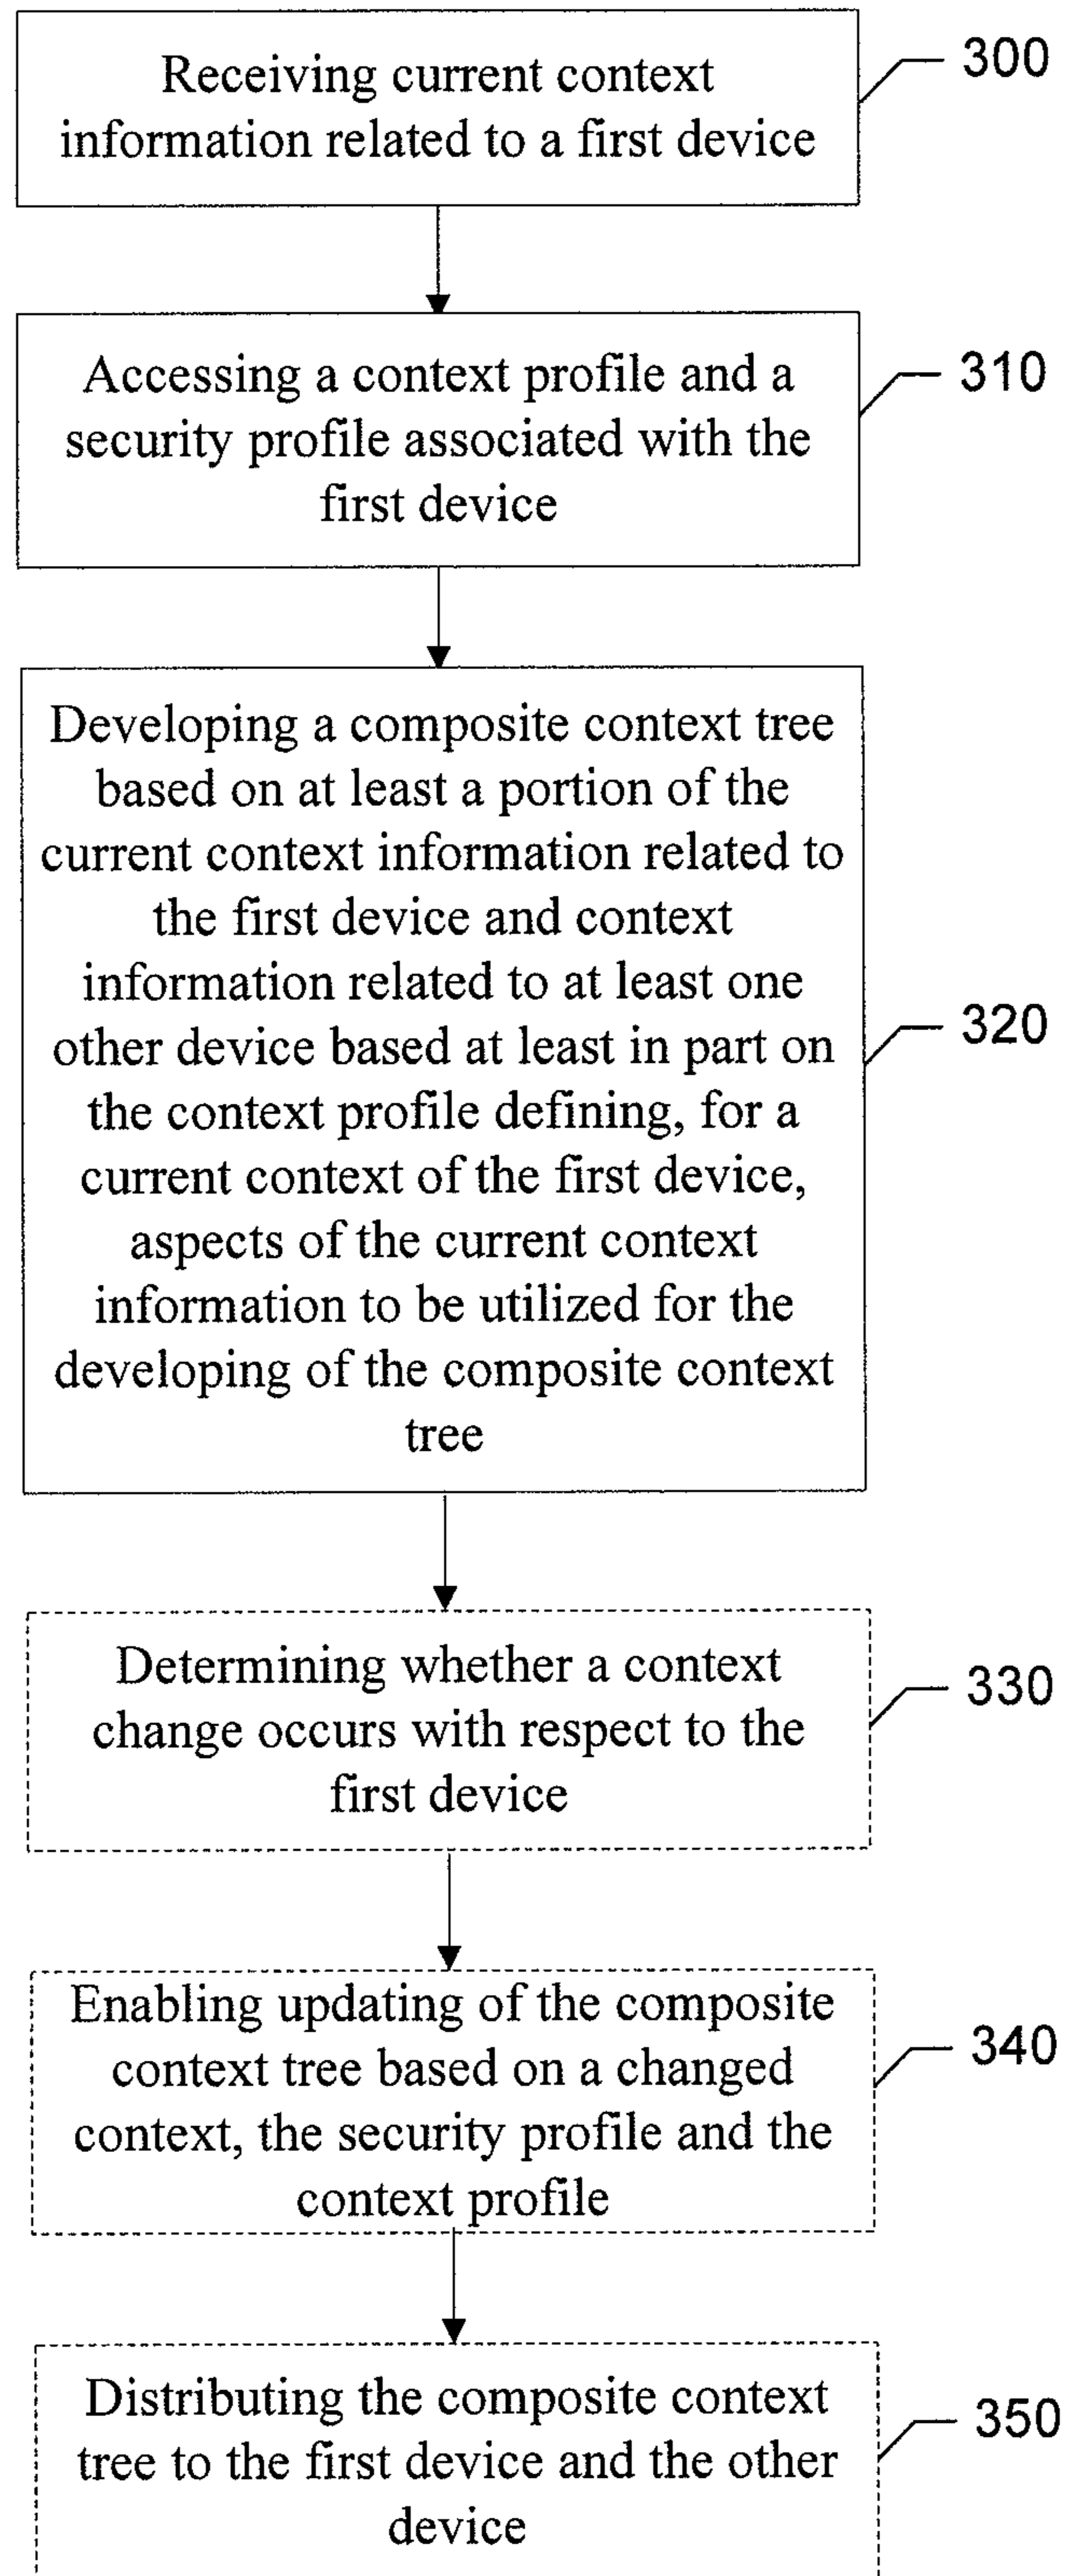 Receiving current context
information related to a first device
300
Accessing a context profile and a
security profile associated with the
first device
310
Developing a composite context tree
based on at least a portion of the
current context information related to
the first device and context
information related to at least one
other device based at least in part on
the context profile defining, for a
current context of the first device,
aspects of the current context
information to be utilized for the
developing of the composite context
tree
320
Determining whether a context
change occurs with respect to the
first device
330
Enabling updating of the composite
context tree based on a changed
context, the security profile and the
context profile
340
Distributing the composite context
tree to the first device and the other
device
350